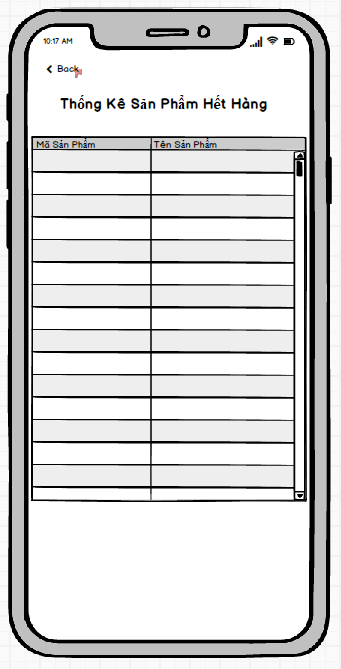 10:17 AM
Back
Thống Kê Sản Phẩm Hết Hàng
Mã Sản Phẩm Tên Sản Phẩm